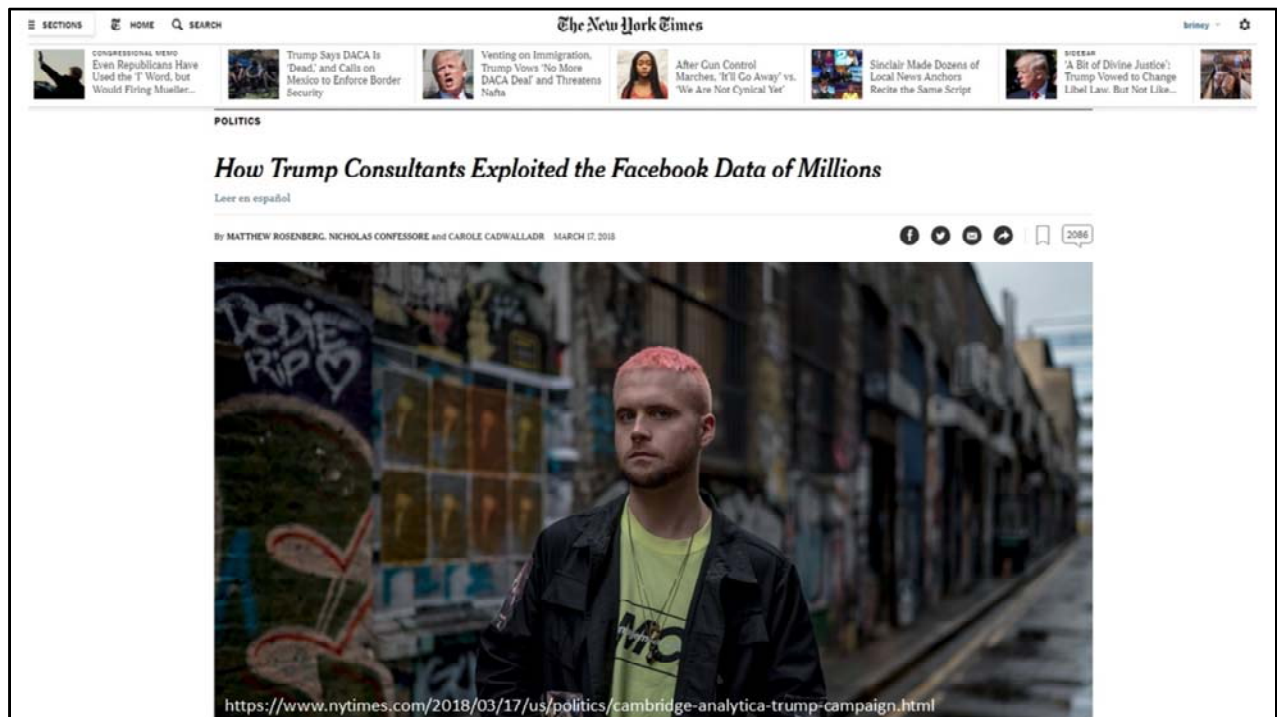 SECTIONS HOME SEARCH The New York Times briney
CONGRESSIONAL MEMO
Even Republicans Have
Used the 'I' Word, but
Would Firing Mueller...
Trump Says DACA Is
'Dead,' and Calls on
Mexico to Enforce Border
Security
Venting on Immigration,
Trump Vows 'No More
DACA Deal' and Threatens
Nafta
After Gun Control
Marches, 'It'll Go Away' vs.
'We Are Not Cynical Yet'
Sinclair Made Dozens of
Local News Anchors
Recite the Same Script
SIDEBAR
'A Bit of Divine Justice':
Trump Vowed to Change
Libel Law. But Not Like...
POLITICS
How Trump Consultants Exploited the Facebook Data of Millions
Leer en español
By MATTHEW ROSENBERG, NICHOLAS CONFESSORE and CAROLE CADWALLADR MARCH 17, 2018
2086
DODIE
RIP
MC
https://www.nytimes.com/2018/03/17/us/politics/cambridge-analytica-trump-campaign.html